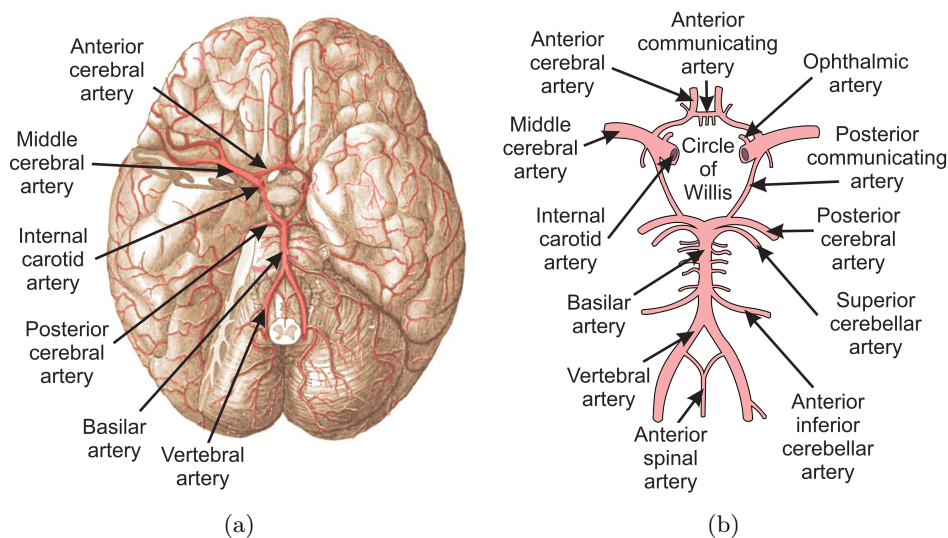 Anterior
cerebral
artery
Middle
cerebral
artery
Internal
carotid
artery
Posterior
cerebral
artery
Basilar
artery
Vertebral
artery
(a)
Anterior
cerebral
artery
Anterior
communicating
artery
Ophthalmic
artery
Middle
cerebral
artery
Circle
of
Willis
Posterior
communicating
artery
Internal
carotid
artery
Posterior
cerebral
artery
Basilar
artery
Superior
cerebellar
artery
Vertebral
artery
Anterior
spinal
artery
Anterior
inferior
cerebellar
artery
(b)